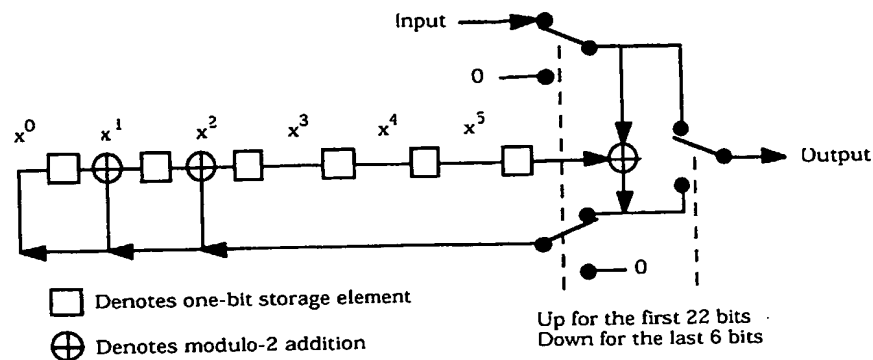 Input
0
x⁰ x¹ x² x³ x⁴ x⁵
Output
0
Denotes one-bit storage element
Denotes modulo-2 addition
Up for the first 22 bits
Down for the last 6 bits